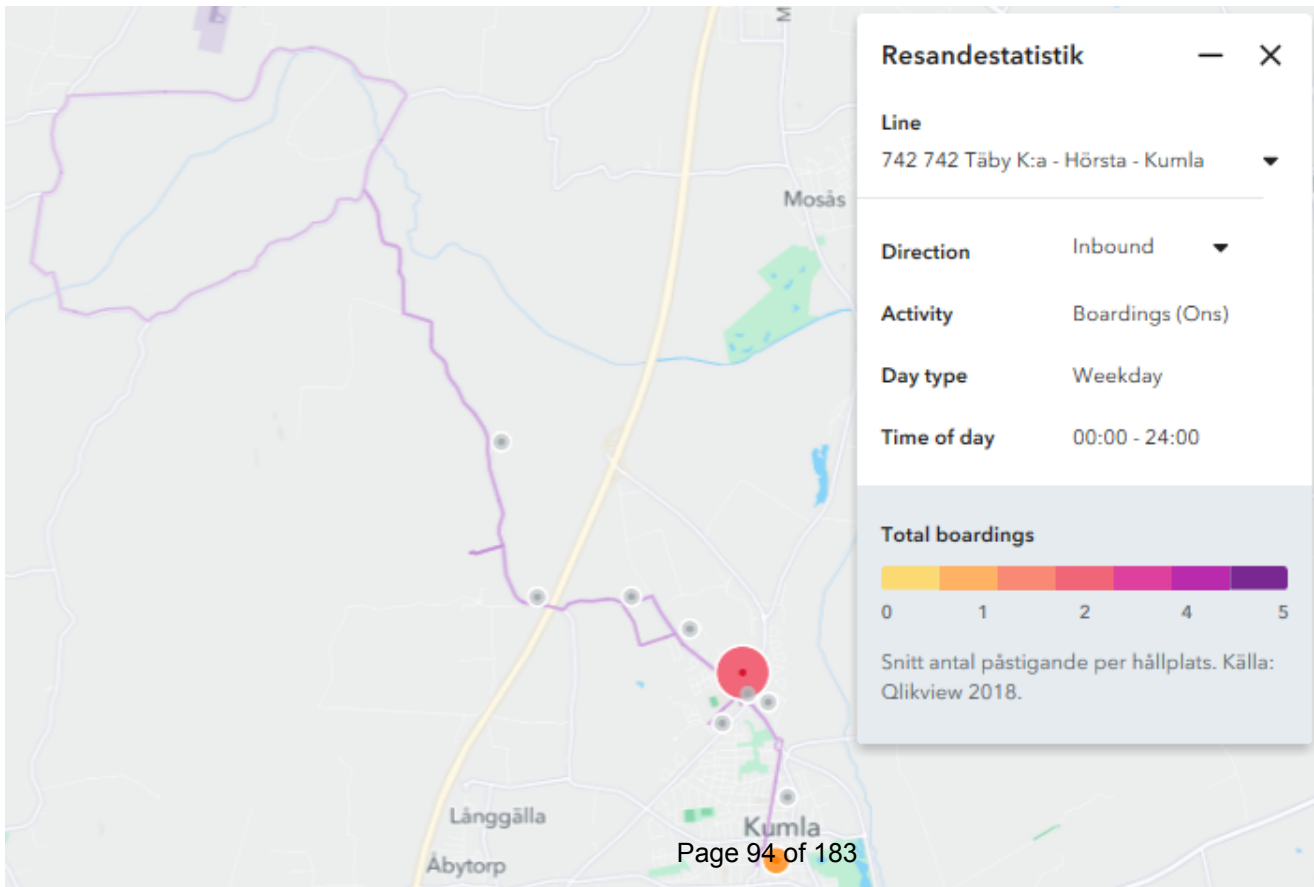 M
Mosås
Långgälla
Kumla
Åbytorp
Page 94 of 183
Resandestatistik
Line
742 742 Täby K:a - Hörsta - Kumla
Direction Inbound
Activity Boardings (Ons)
Day type Weekday
Time of day 00:00 - 24:00
Total boardings
0 1 2 4 5
Snitt antal påstigande per hållplats. Källa:
Qlikview 2018.